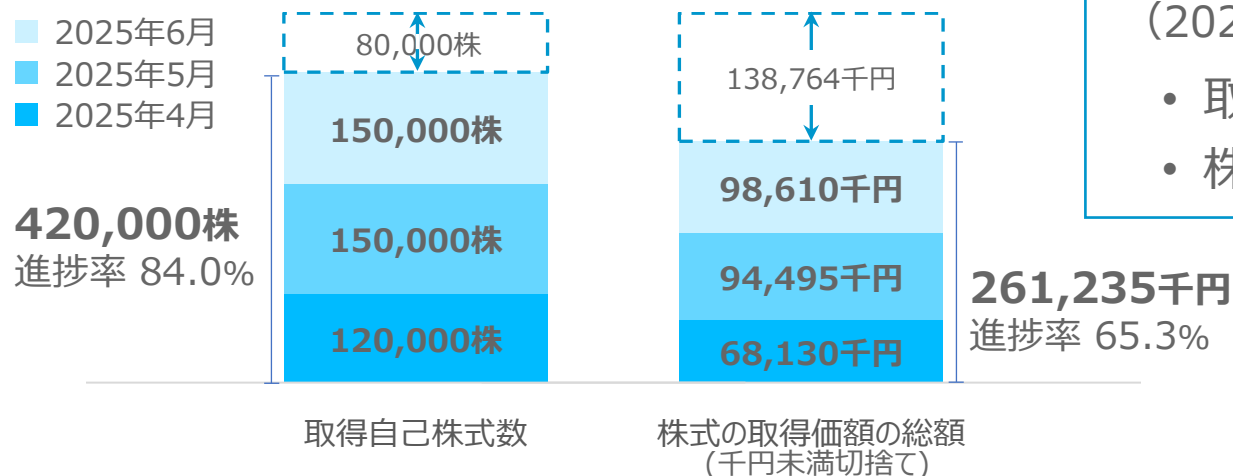 2025年6月
2025年5月
2025年4月
80,000株
150,000株
150,000株
120,000株
420,000株
進捗率 84.0%
取得自己株式数
138,764千円
98,610千円
94,495千円
68,130千円
261,235千円
進捗率 65.3%
株式の取得価額の総額
(千円未満切捨て)
(202
• 取
• 株